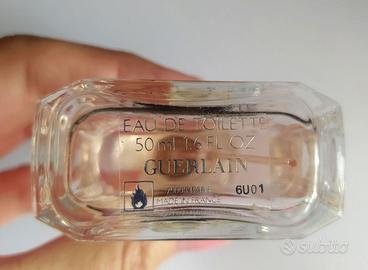 EAU DE TOILETTE
50 ml 1.6 FL OZ
GUERLAIN
6U01
MADE IN FRANCE
subito